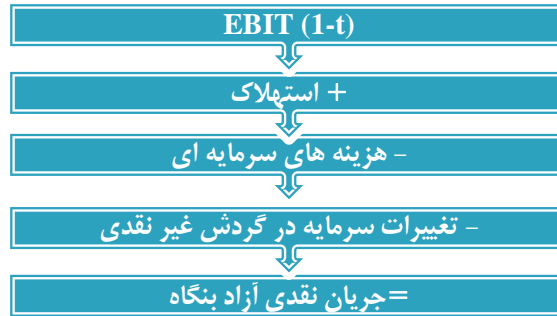 EBIT (1-t)
+ استهلاک
- هزینه های سرمایه ای
- تغییرات سرمایه در گردش غیر نقدی
=جریان نقدی آزاد بنگاه